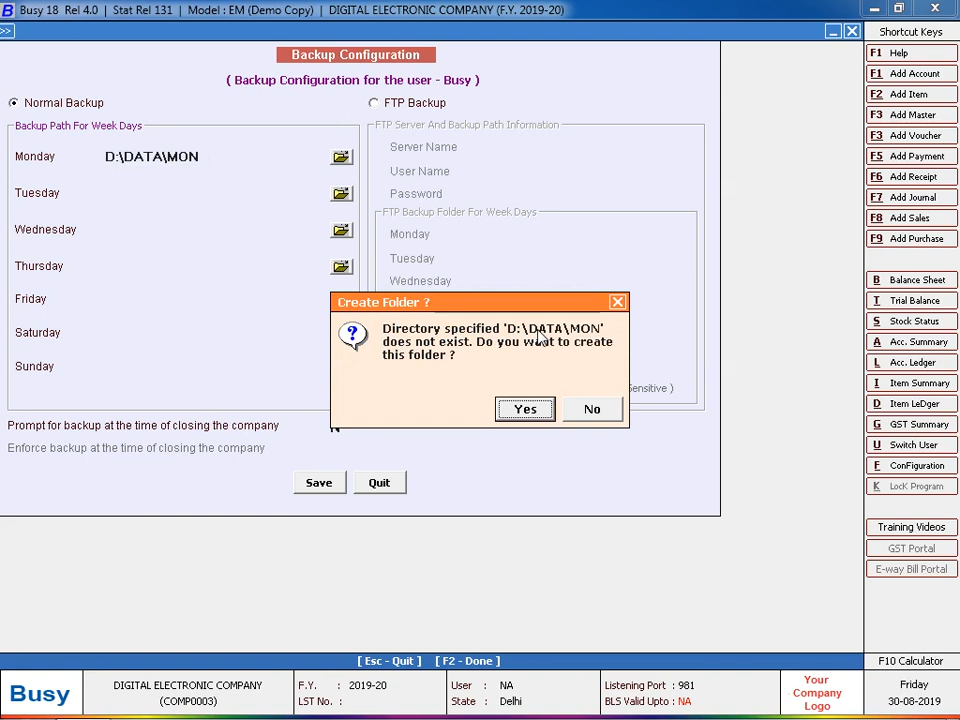 Busy 18 Rel 4.0 | Stat Rel 131 | Model : EM (Demo Copy) | DIGITAL ELECTRONIC COMPANY (F.Y. 2019-20)
>>
Shortcut Keys
Backup Configuration
( Backup Configuration for the user - Busy )
Normal Backup
FTP Backup
Backup Path For Week Days
Monday D:\DATA\MON
Tuesday
Wednesday
Thursday
Friday
Saturday
Sunday
FTP Server And Backup Path Information
Server Name
User Name
Password
FTP Backup Folder For Week Days
Monday
Tuesday
Wednesday
Sensitive )
Create Folder ?
Directory specified 'D:\DATA\MON'
does not exist. Do you want to create
this folder ?
Yes No
Prompt for backup at the time of closing the company
Enforce backup at the time of closing the company
Save Quit
F1 Help
F1 Add Account
F2 Add Item
F3 Add Master
F3 Add Voucher
F5 Add Payment
F6 Add Receipt
F7 Add Journal
F8 Add Sales
F9 Add Purchase
B Balance Sheet
T Trial Balance
S Stock Status
A Acc. Summary
L Acc. Ledger
I Item Summary
D Item LeDger
G GST Summary
U Switch User
F ConFiguration
K LocK Program
Training Videos
GST Portal
E-way Bill Portal
[ Esc - Quit ] [ F2 - Done ]
F10 Calculator
Busy
DIGITAL ELECTRONIC COMPANY
(COMP0003)
F.Y. : 2019-20
LST No. :
User : NA
State : Delhi
Listening Port : 981
BLS Valid Upto : NA
Your
Company
Logo
Friday
30-08-2019